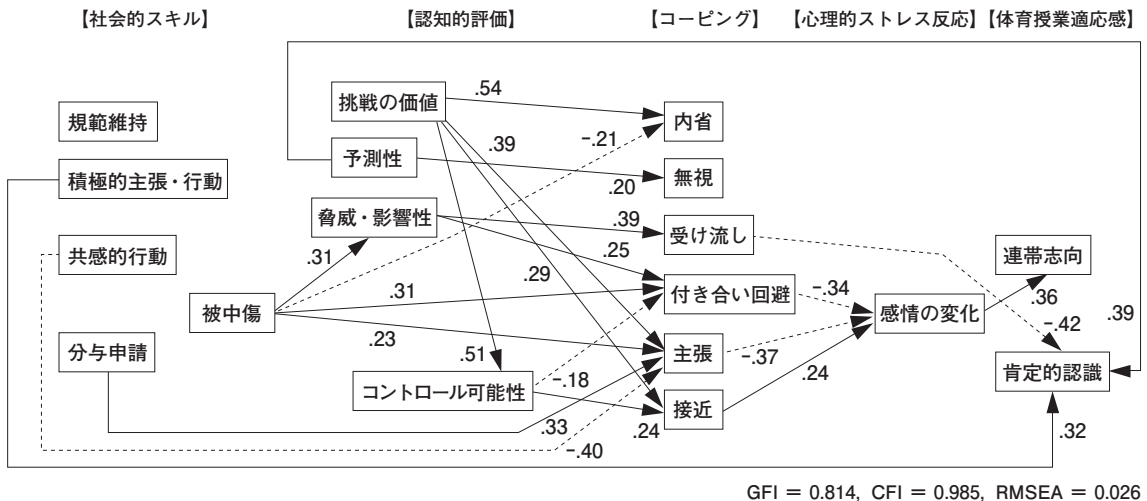 【社会的スキル】 【認知的評価】 【コーピング】 【心理的ストレス反応】 【体育授業適応感】
挑戦の価値
.54
規範維持
内省
-.21
予測性
.39
積極的主張・行動
無視
.20
脅威・影響性
.39
受け流し
共感的行動
.31
.25
連帯志向
.29
付き合い回避
-.34
.31
被中傷
感情の変化
.36
.39
.23
-.42
分与申請
.51
主張
-.37
コントロール可能性
-.18
.24
肯定的認識
接近
.33
.24
.32
-.40
GFI = 0.814, CFI = 0.985, RMSEA = 0.026